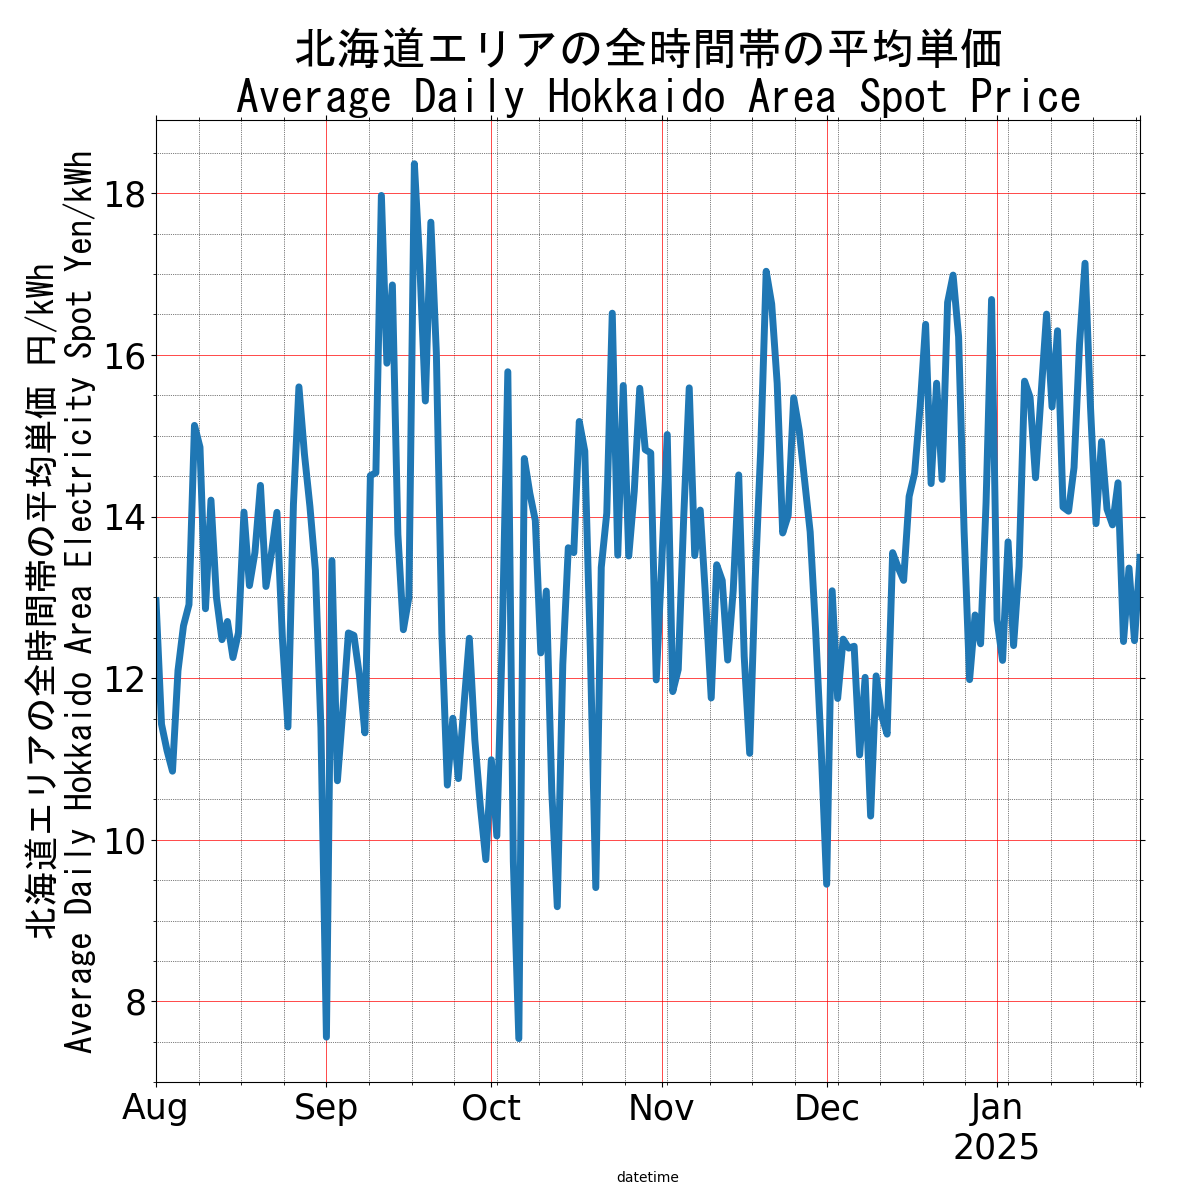 北海道エリアの全時間帯の平均単価
Average Daily Hokkaido Area Spot Price
北海道エリアの全時間帯の平均単価 円/kWh
Average Daily Hokkaido Area Electricity Spot Yen/kWh
18
16
14
12
10
8
Aug Sep Oct Nov Dec Jan
2025
datetime